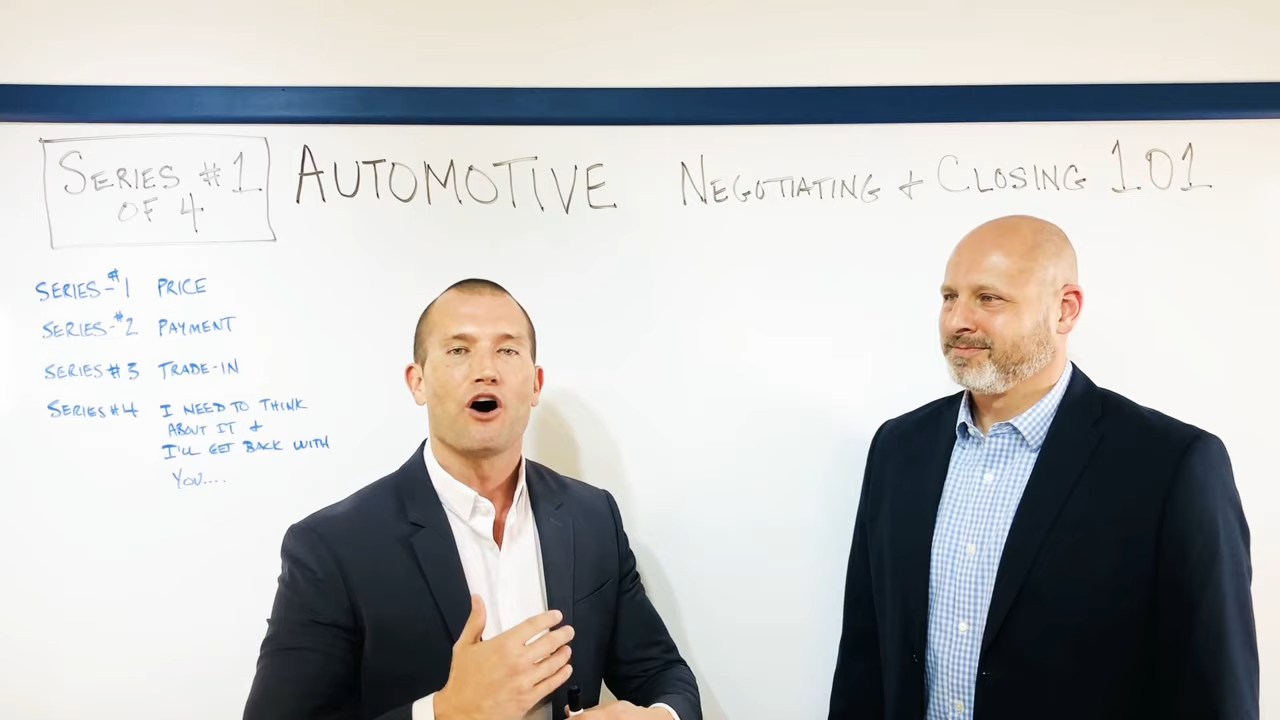 SERIES #1
OF 4
AUTOMOTIVE NEGOTIATING & CLOSING 101
SERIES-#1 PRICE
SERIES-#2 PAYMENT
SERIES #3 TRADE-IN
SERIES #4 I NEED TO THINK
ABOUT IT &
I'LL GET BACK WITH
YOU....